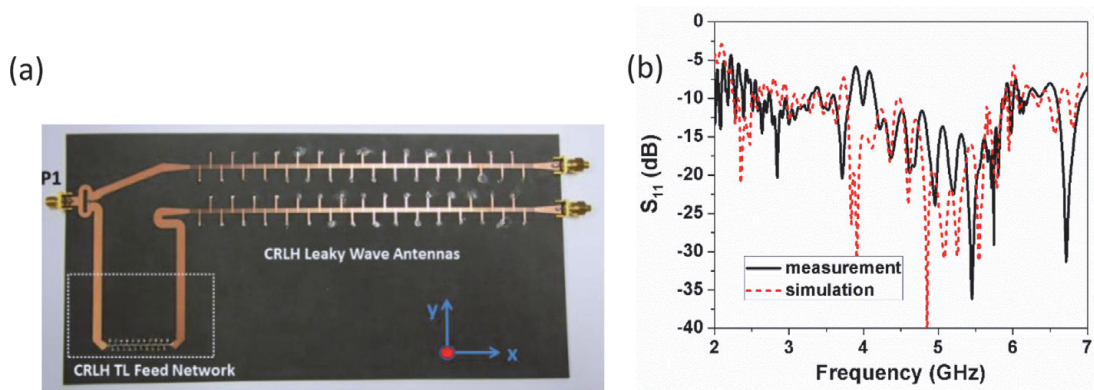 (a)
P1
CRLH Leaky Wave Antennas
y
x
CRLH TL Feed Network
(b)
0
-5
-10
-15
-20
-25
-30
-35
-40
S11 (dB)
measurement
simulation
2 3 4 5 6 7
Frequency (GHz)